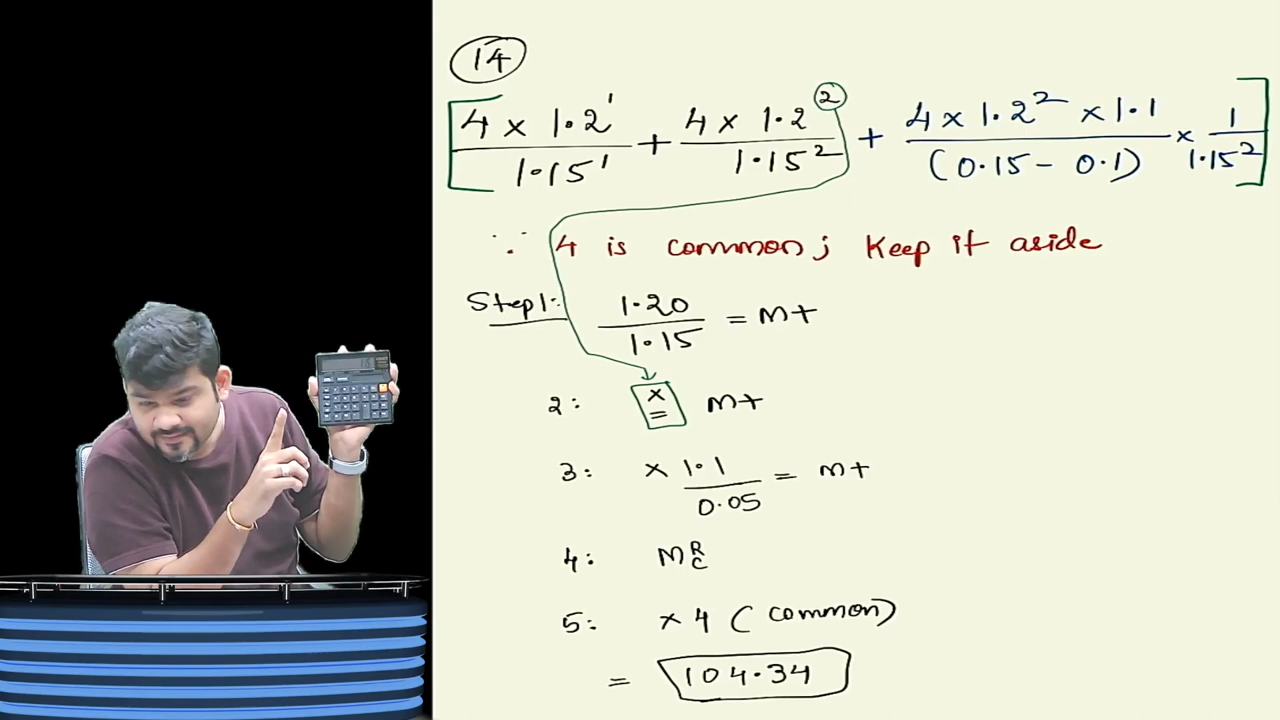 14
[ 4 × 1.2¹ / 1.15¹ + 4 × 1.2² / 1.15² + 4 × 1.2² × 1.1 / (0.15 - 0.1) × 1 / 1.15² ]
∵ 4 is common; Keep it aside
Step1: 1.20 / 1.15 = m+
2: × = m+
3: × 1.1 / 0.05 = m+
4: MRC
5: × 4 (common)
= 104.34